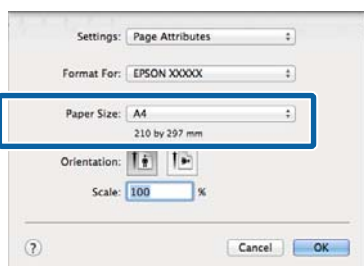 Settings: Page Attributes
Format For: EPSON XXXXX
Paper Size: A4
210 by 297 mm
Orientation:
Scale: 100 %
? Cancel OK